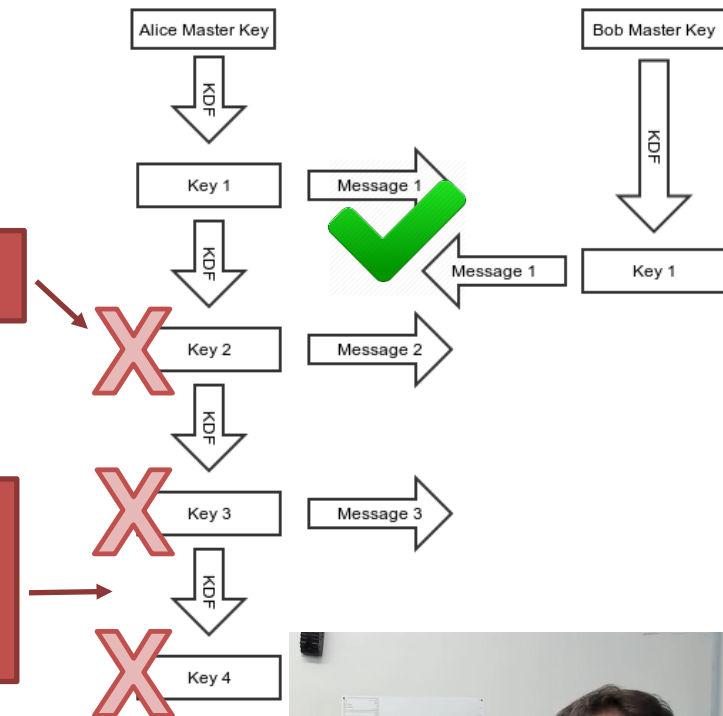 Alice Master Key
Bob Master Key
KDF
KDF
Key 1
Message 1
KDF
Message 1
Key 1
X
Key 2
Message 2
KDF
X
Key 3
Message 3
KDF
X
Key 4